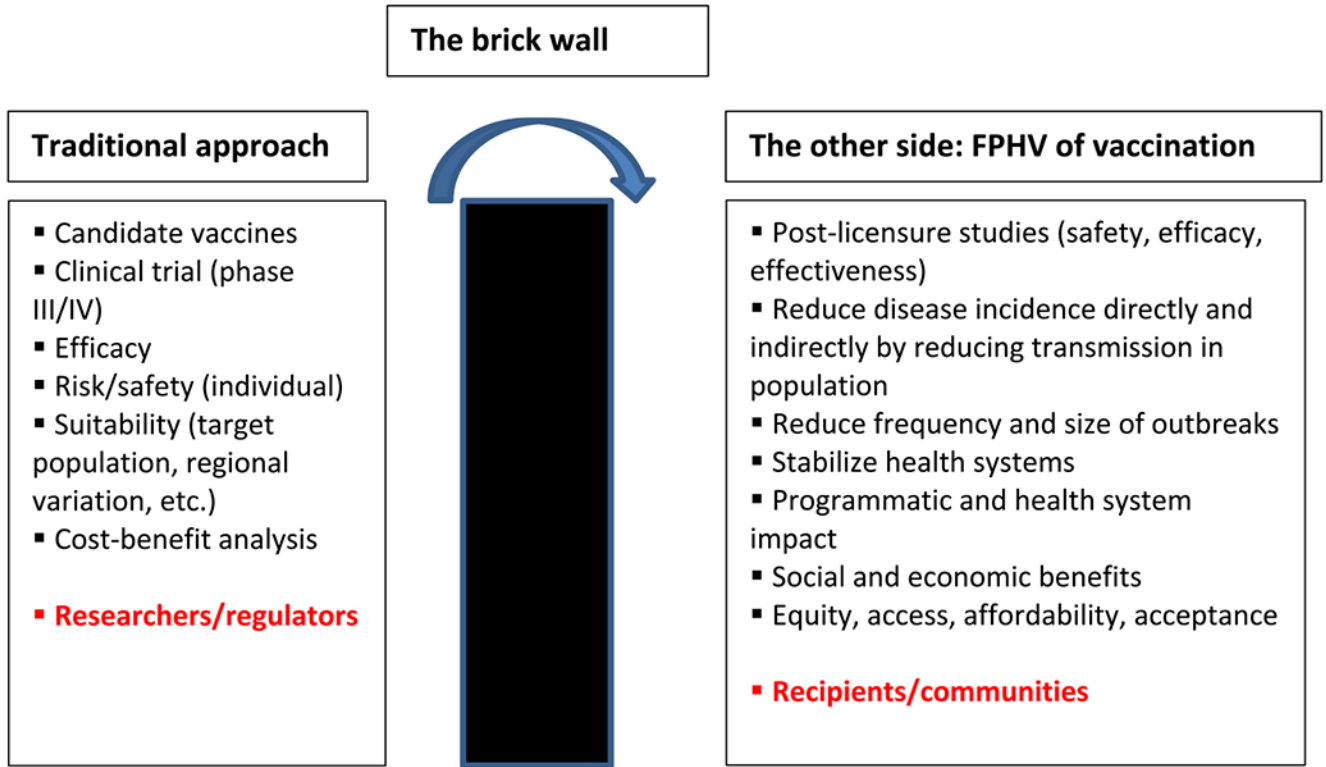 The brick wall
Traditional approach
▪ Candidate vaccines
▪ Clinical trial (phase
III/IV)
▪ Efficacy
▪ Risk/safety (individual)
▪ Suitability (target
population, regional
variation, etc.)
▪ Cost-benefit analysis
▪ Researchers/regulators
The other side: FPHV of vaccination
▪ Post-licensure studies (safety, efficacy,
effectiveness)
▪ Reduce disease incidence directly and
indirectly by reducing transmission in
population
▪ Reduce frequency and size of outbreaks
▪ Stabilize health systems
▪ Programmatic and health system
impact
▪ Social and economic benefits
▪ Equity, access, affordability, acceptance
▪ Recipients/communities